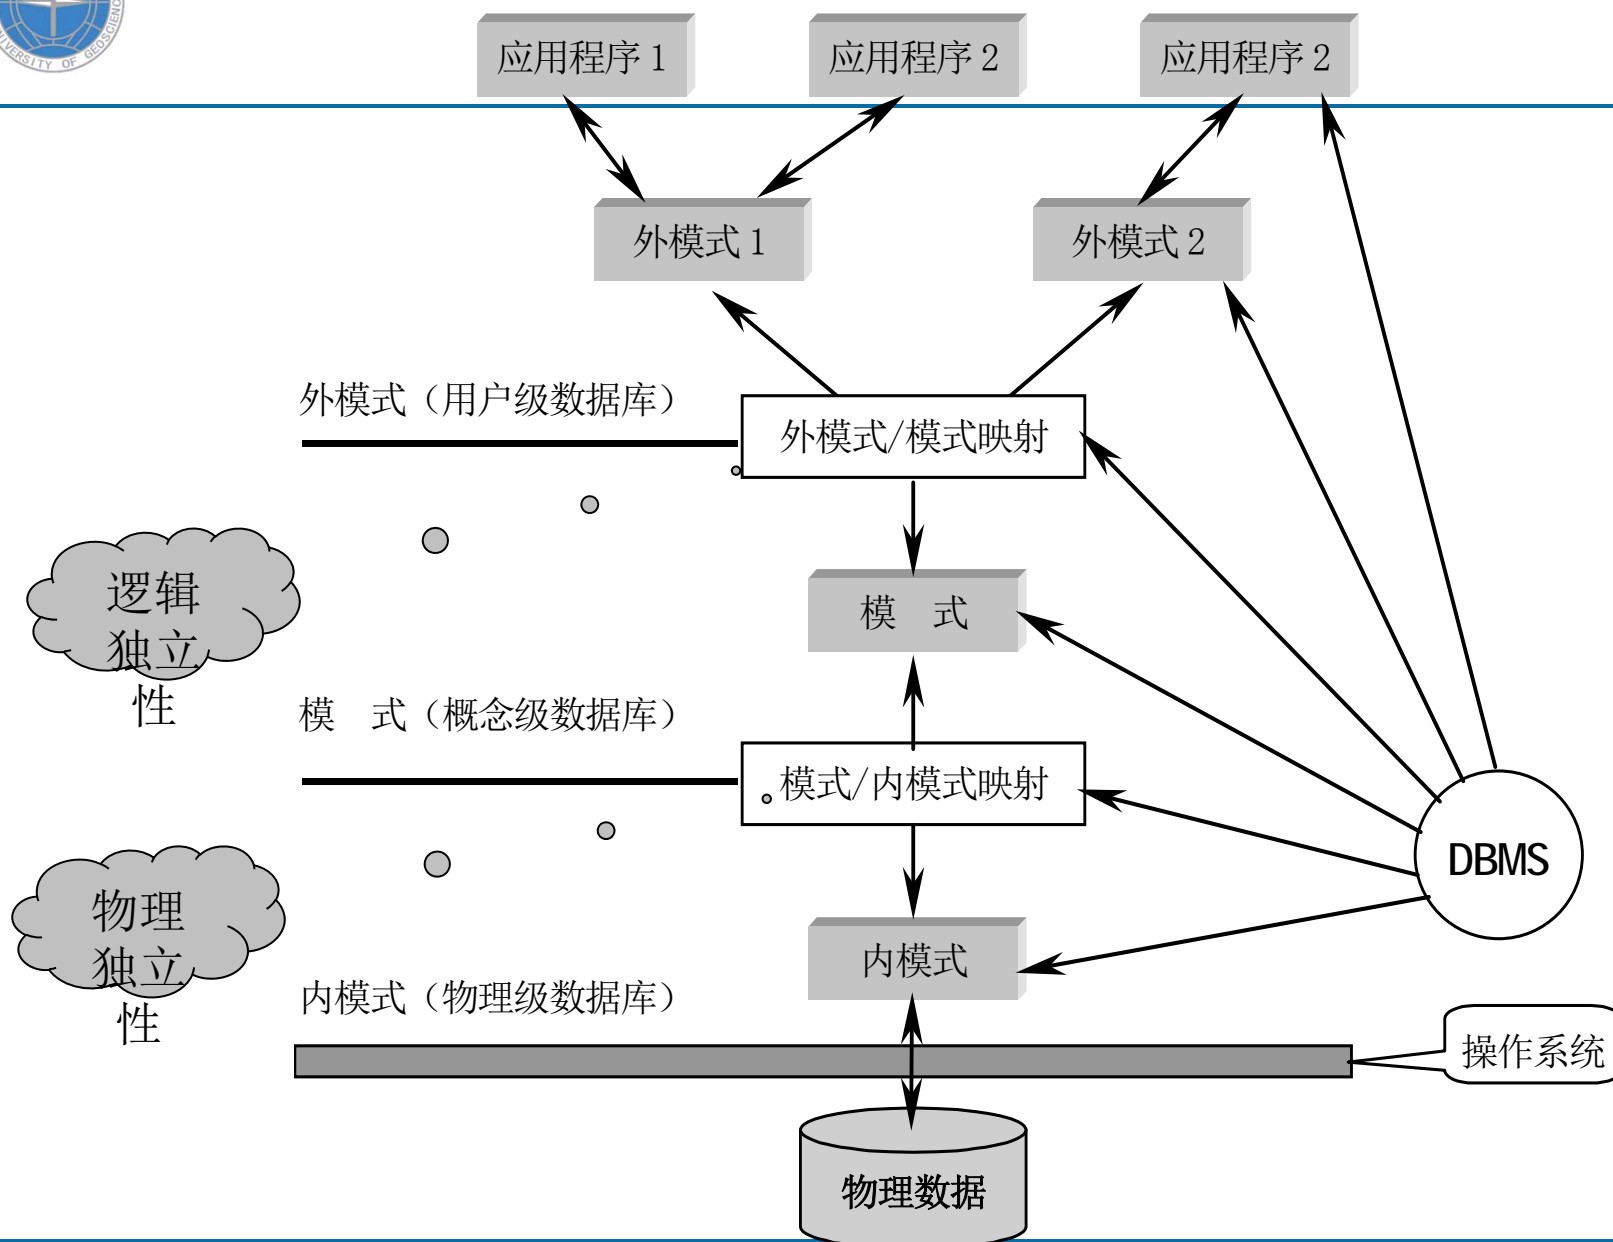 UNIVERSITY OF GEOSCIENC
应用程序1
应用程序2
应用程序2
外模式1
外模式2
外模式（用户级数据库）
外模式/模式映射
逻辑
独立
性
模　式
模　式（概念级数据库）
模式/内模式映射
DBMS
物理
独立
性
内模式
内模式（物理级数据库）
操作系统
物理数据